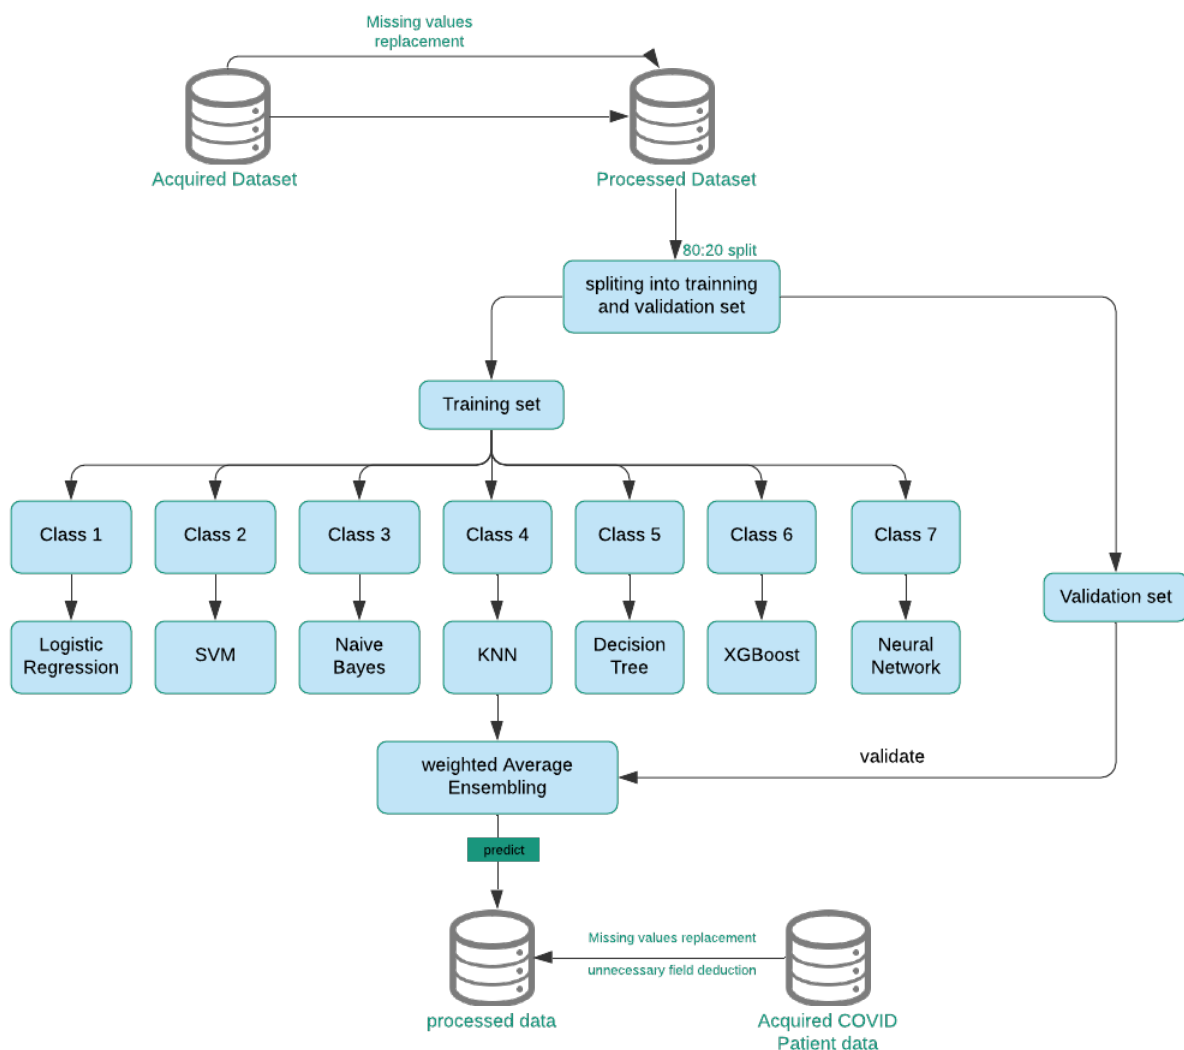 Missing values
replacement
Acquired Dataset
Processed Dataset
80:20 split
spliting into trainning
and validation set
Training set
Class 1
Class 2
Class 3
Class 4
Class 5
Class 6
Class 7
Validation set
Logistic
Regression
SVM
Naive
Bayes
KNN
Decision
Tree
XGBoost
Neural
Network
weighted Average
Ensembling
validate
predict
Missing values replacement
unnecessary field deduction
processed data
Acquired COVID
Patient data